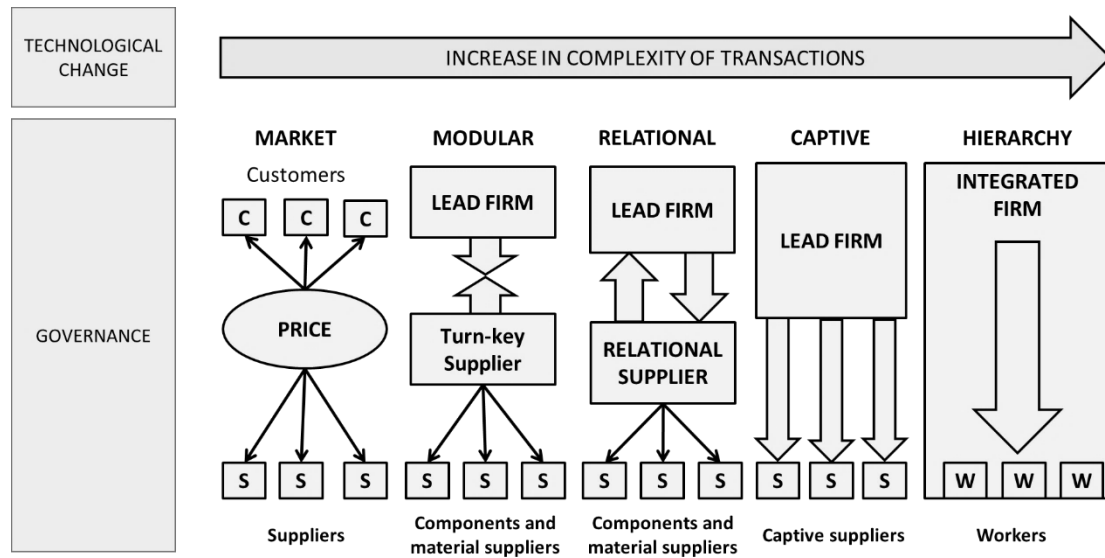 TECHNOLOGICAL
CHANGE
INCREASE IN COMPLEXITY OF TRANSACTIONS
GOVERNANCE
MARKET
Customers
C C C
PRICE
S S S
Suppliers
MODULAR
LEAD FIRM
Turn-key
Supplier
S S S
Components and
material suppliers
RELATIONAL
LEAD FIRM
RELATIONAL
SUPPLIER
S S S
Components and
material suppliers
CAPTIVE
LEAD FIRM
S S S
Captive suppliers
HIERARCHY
INTEGRATED
FIRM
W W W
Workers